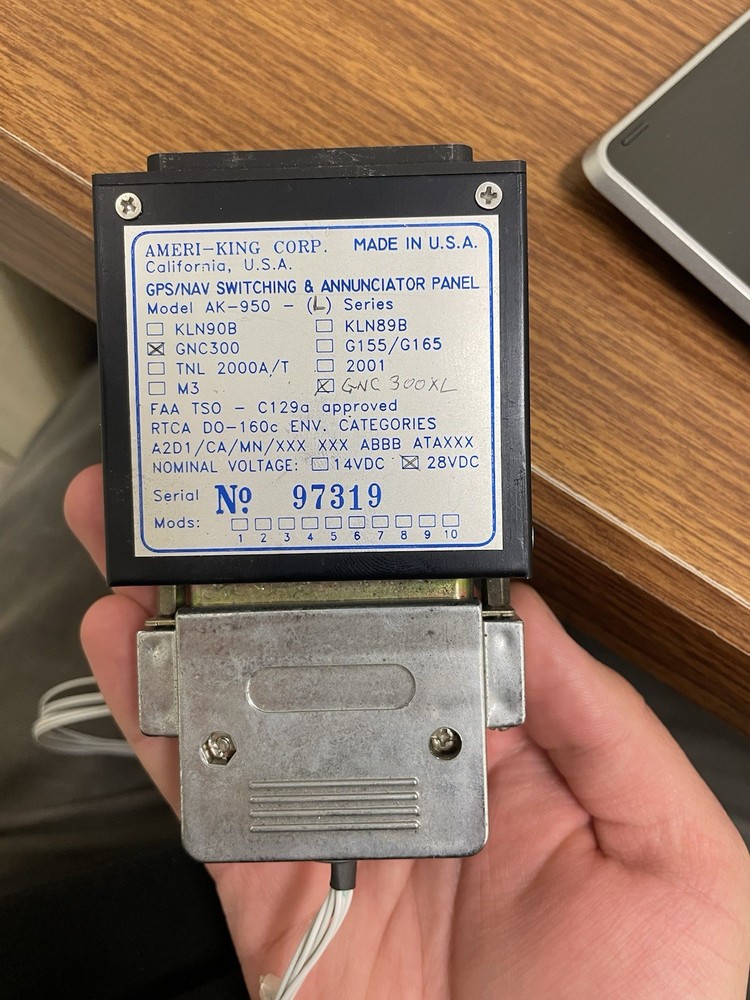 AMERI-KING CORP. MADE IN U.S.A.
California, U.S.A.
GPS/NAV SWITCHING & ANNUNCIATOR PANEL
Model AK-950 - (L) Series
KLN90B KLN89B
GNC300 G155/G165
TNL 2000A/T 2001
M3 GNC 300XL
FAA TSO - C129a approved
RTCA DO-160c ENV. CATEGORIES
A2D1/CA/MN/XXX XXX ABBB ATAXXX
NOMINAL VOLTAGE: 14VDC 28VDC
Serial No 97319
Mods:
1 2 3 4 5 6 7 8 9 10